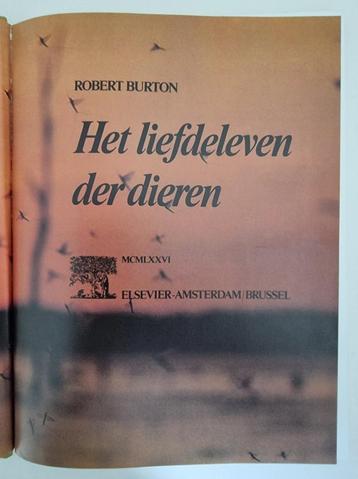 ROBERT BURTON
Het liefdeleven
der dieren
MCMLXXVI
ELSEVIER-AMSTERDAM/BRUSSEL